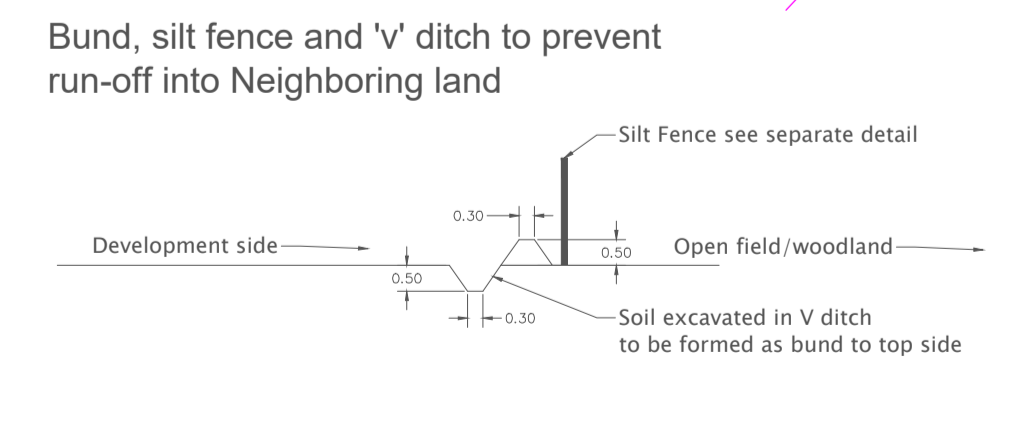 Bund, silt fence and 'v' ditch to prevent
run-off into Neighboring land
Silt Fence see separate detail
0.30
Development side
0.50
Open field/woodland
0.50
0.30
Soil excavated in V ditch
to be formed as bund to top side